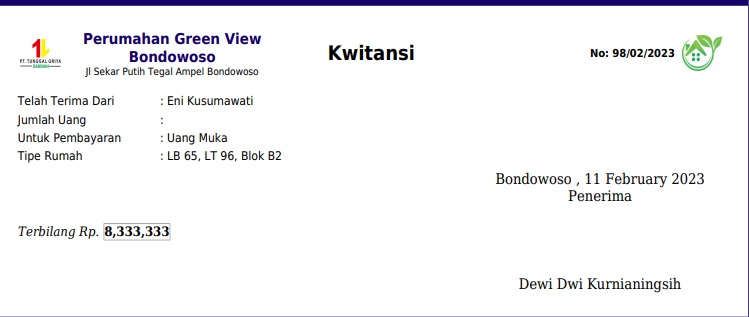 Perumahan Green View
Bondowoso
Jl Sekar Putih Tegal Ampel Bondowoso
PT. TUNGGAL GRIYA
Kwitansi
No: 98/02/2023
Telah Terima Dari : Eni Kusumawati
Jumlah Uang :
Untuk Pembayaran : Uang Muka
Tipe Rumah : LB 65, LT 96, Blok B2
Bondowoso , 11 February 2023
Penerima
Terbilang Rp. 8,333,333
Dewi Dwi Kurnianingsih